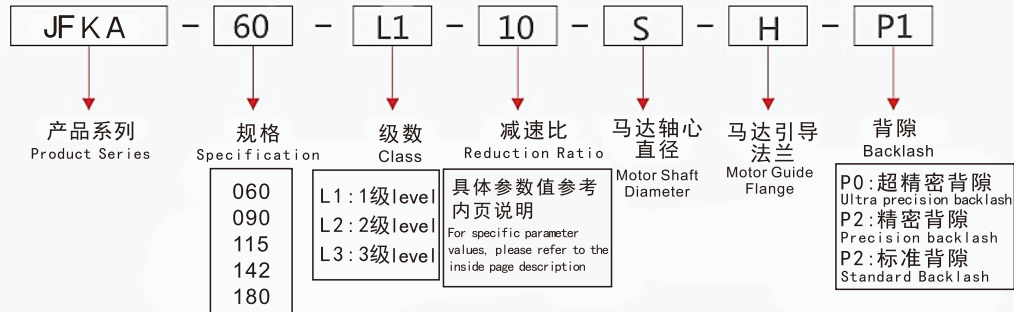 JFKA - 60 - L1 - 10 - S - H - P1
产品系列
Product Series
规格
Specification
060
090
115
142
180
级数
Class
L1:1级level
L2:2级level
L3:3级level
减速比
Reduction Ratio
具体参数值参考
内页说明
For specific parameter
values, please refer to the
inside page description
马达轴心
直径
Motor Shaft
Diameter
马达引导
法兰
Motor Guide
Flange
背隙
Backlash
P0:超精密背隙
Ultra precision backlash
P2:精密背隙
Precision backlash
P2:标准背隙
Standard Backlash